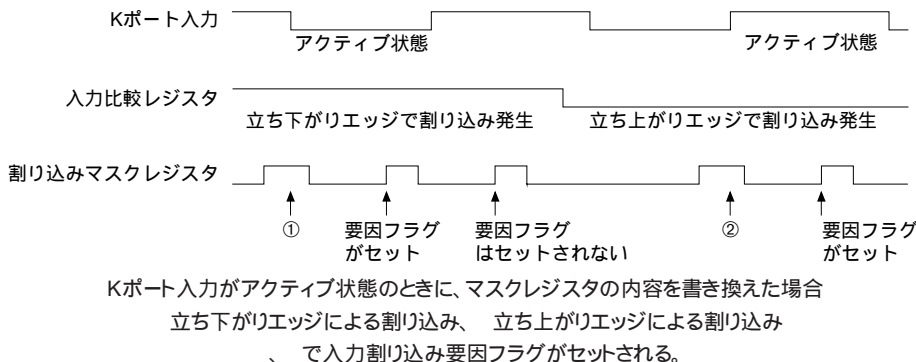 Kポート入力
アクティブ状態
アクティブ状態
入力比較レジスタ
立ち下がりエッジで割り込み発生
立ち上がりエッジで割り込み発生
割り込みマスクレジスタ
①
要因フラグ
がセット
要因フラグ
はセットされない
②
要因フラグ
がセット
Kポート入力がアクティブ状態のときに、マスクレジスタの内容を書き換えた場合
立ち下がりエッジによる割り込み、 立ち上がりエッジによる割り込み
、 で入力割り込み要因フラグがセットされる。